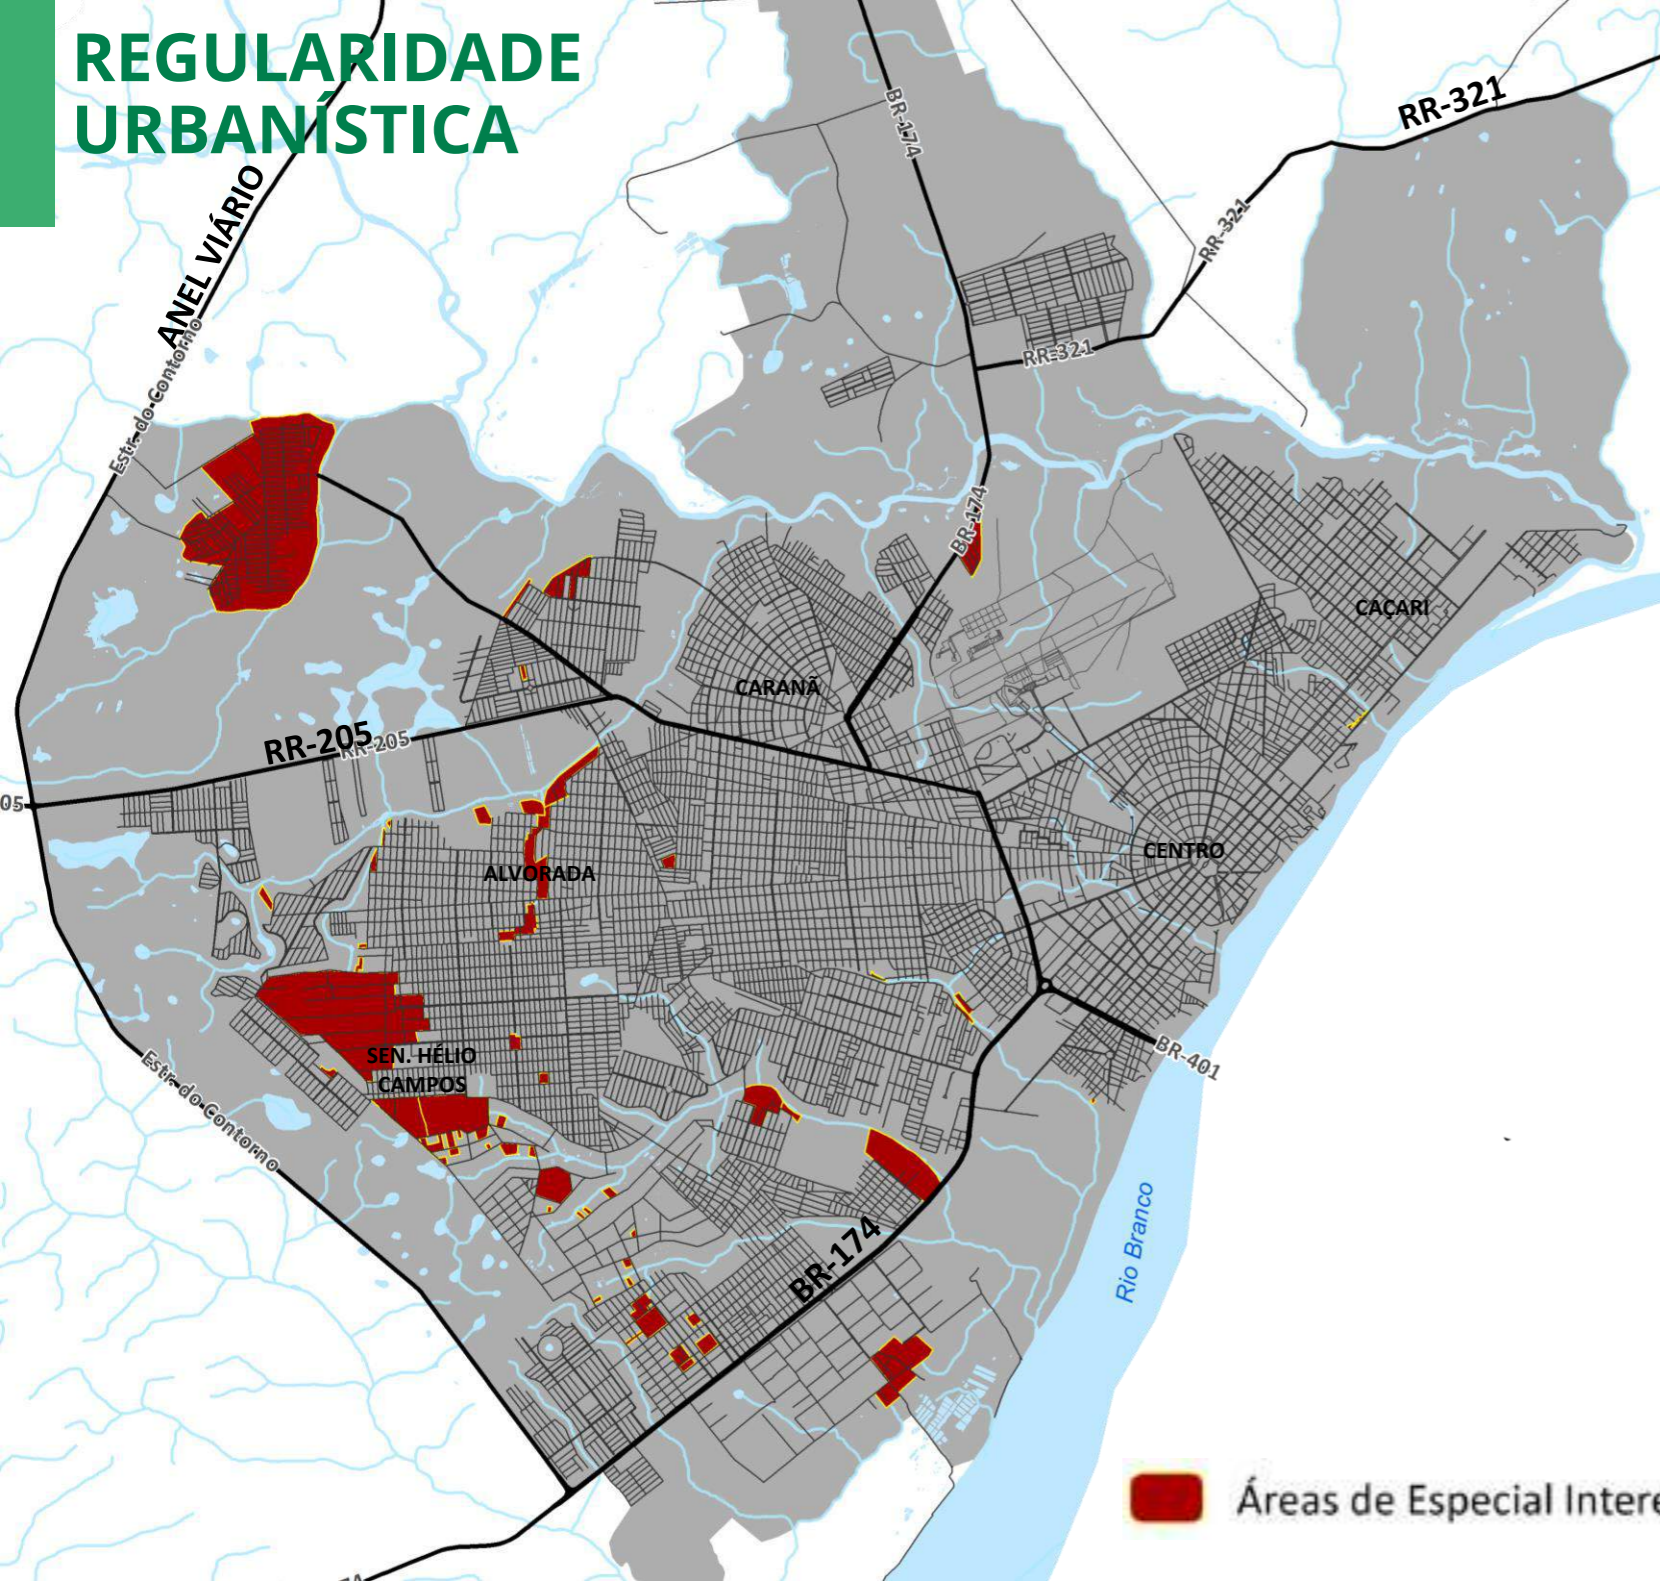 REGULARIDADE
URBANÍSTICA
BR-174
RR-321
RR-321
ANEL VIÁRIO
Estr. do Contorno
RR-321
BR-174
CAÇARI
CARANÃ
RR-205
RR-205
05
CENTRO
ALVORADA
SEN. HÉLIO
CAMPOS
BR-401
Estr. do Contorno
Rio Branco
BR-174
Áreas de Especial Intere